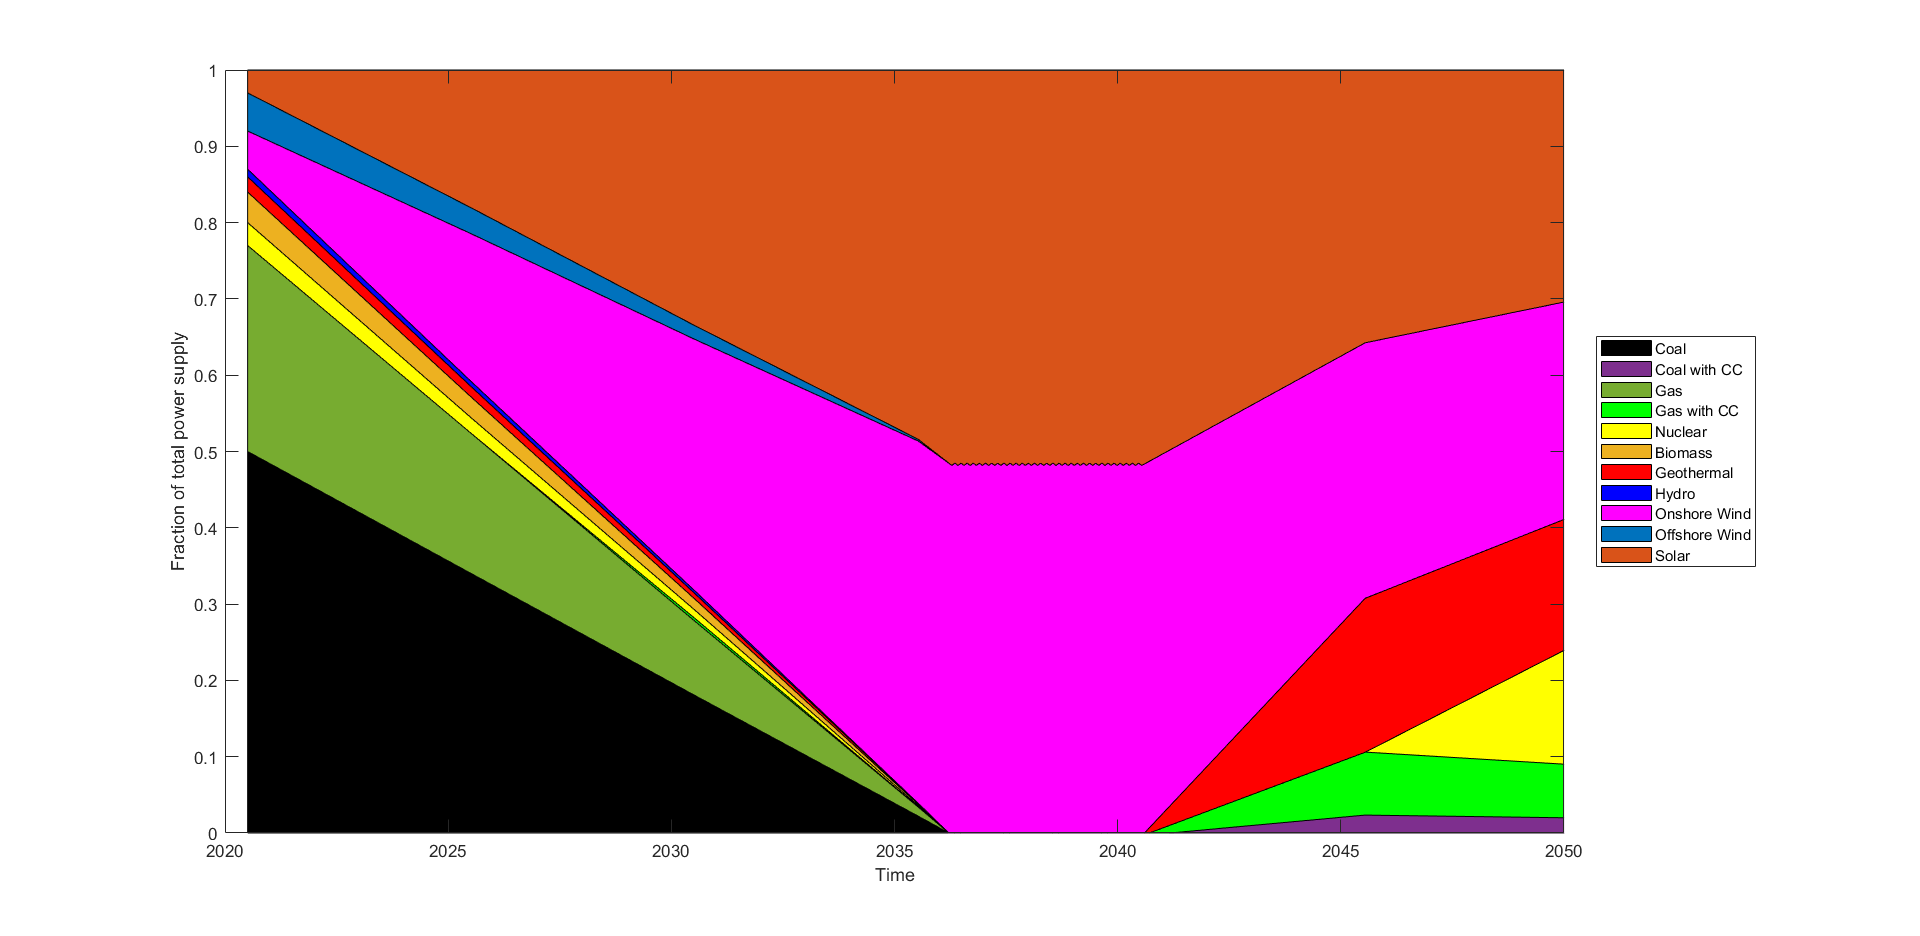 1
0.9
0.8
0.7
0.6
0.5
0.4
0.3
0.2
0.1
0
Fraction of total power supply
2020
2025
2030
2035
2040
2045
2050
Time
Coal
Coal with CC
Gas
Gas with CC
Nuclear
Biomass
Geothermal
Hydro
Onshore Wind
Offshore Wind
Solar